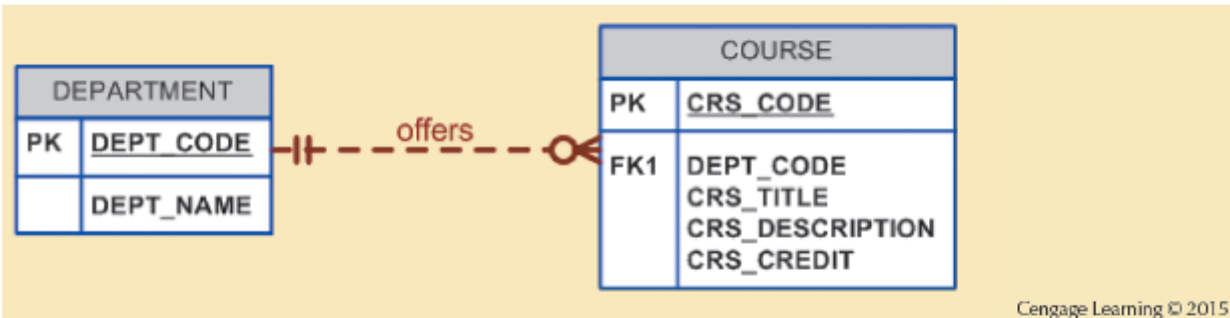 DEPARTMENT
PK DEPT_CODE
DEPT_NAME
offers
COURSE
PK CRS_CODE
FK1 DEPT_CODE
CRS_TITLE
CRS_DESCRIPTION
CRS_CREDIT
Cengage Learning © 2015